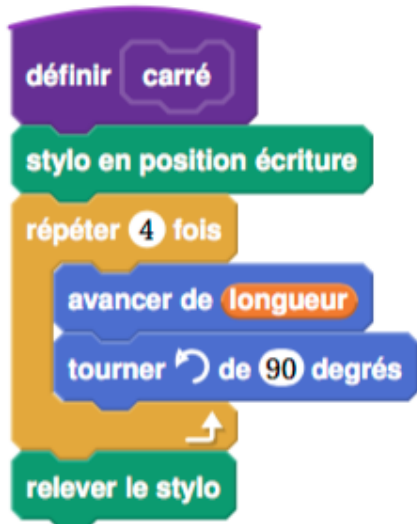 définir carré
stylo en position écriture
répéter 4 fois
avancer de longueur
tourner de 90 degrés
relever le stylo